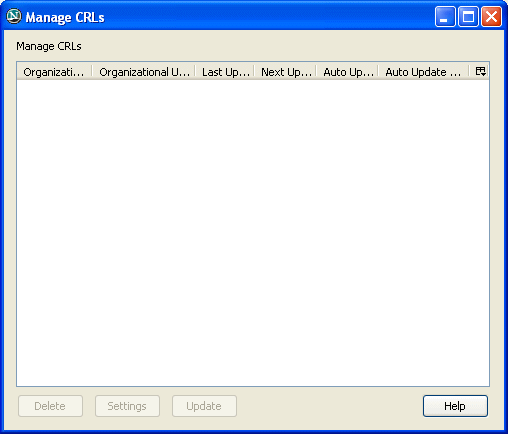 Manage CRLs
Manage CRLs
Organizati... Organizational U... Last Up... Next Up... Auto Up... Auto Update ...
Delete Settings Update Help